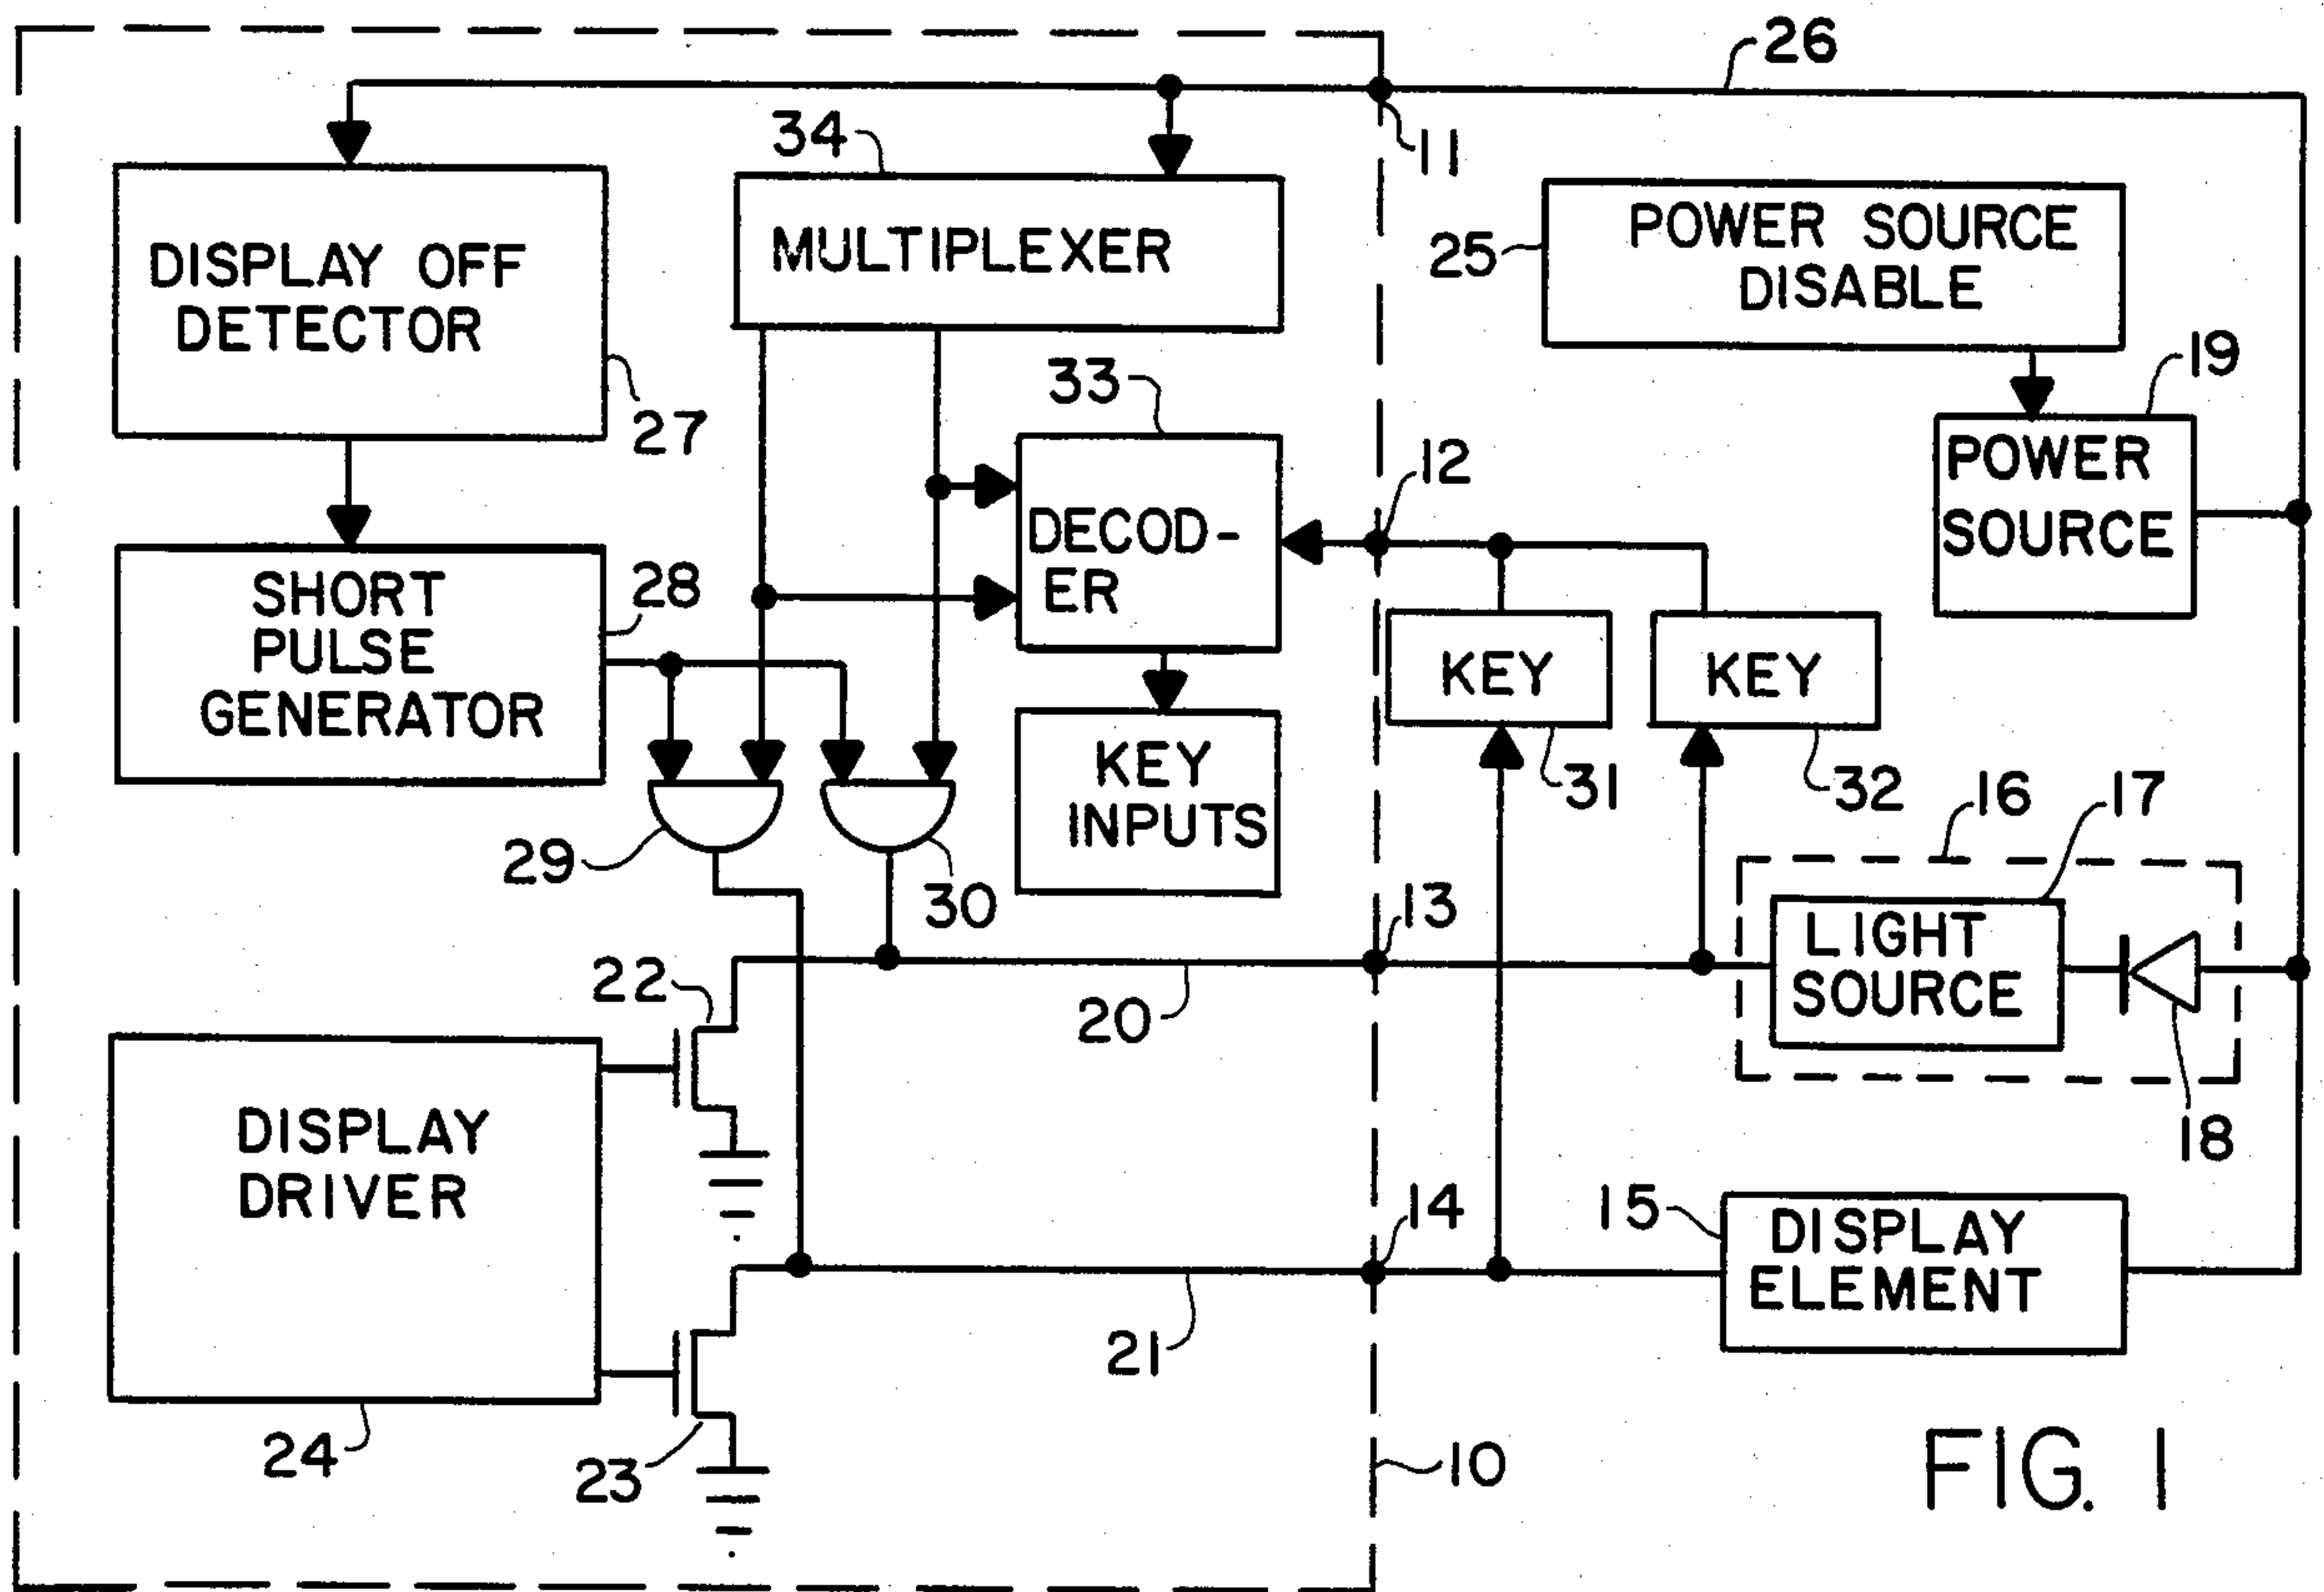 26
34
11
DISPLAY OFF
DETECTOR
27
MULTIPLEXER
25
POWER SOURCE
DISABLE
33
19
12
POWER
SOURCE
DECOD-
ER
SHORT
PULSE
GENERATOR
28
KEY
31
KEY
32
KEY
INPUTS
16
17
29
30
13
LIGHT
SOURCE
22
20
18
DISPLAY
DRIVER
14
15
DISPLAY
ELEMENT
21
24
23
10
FIG. 1